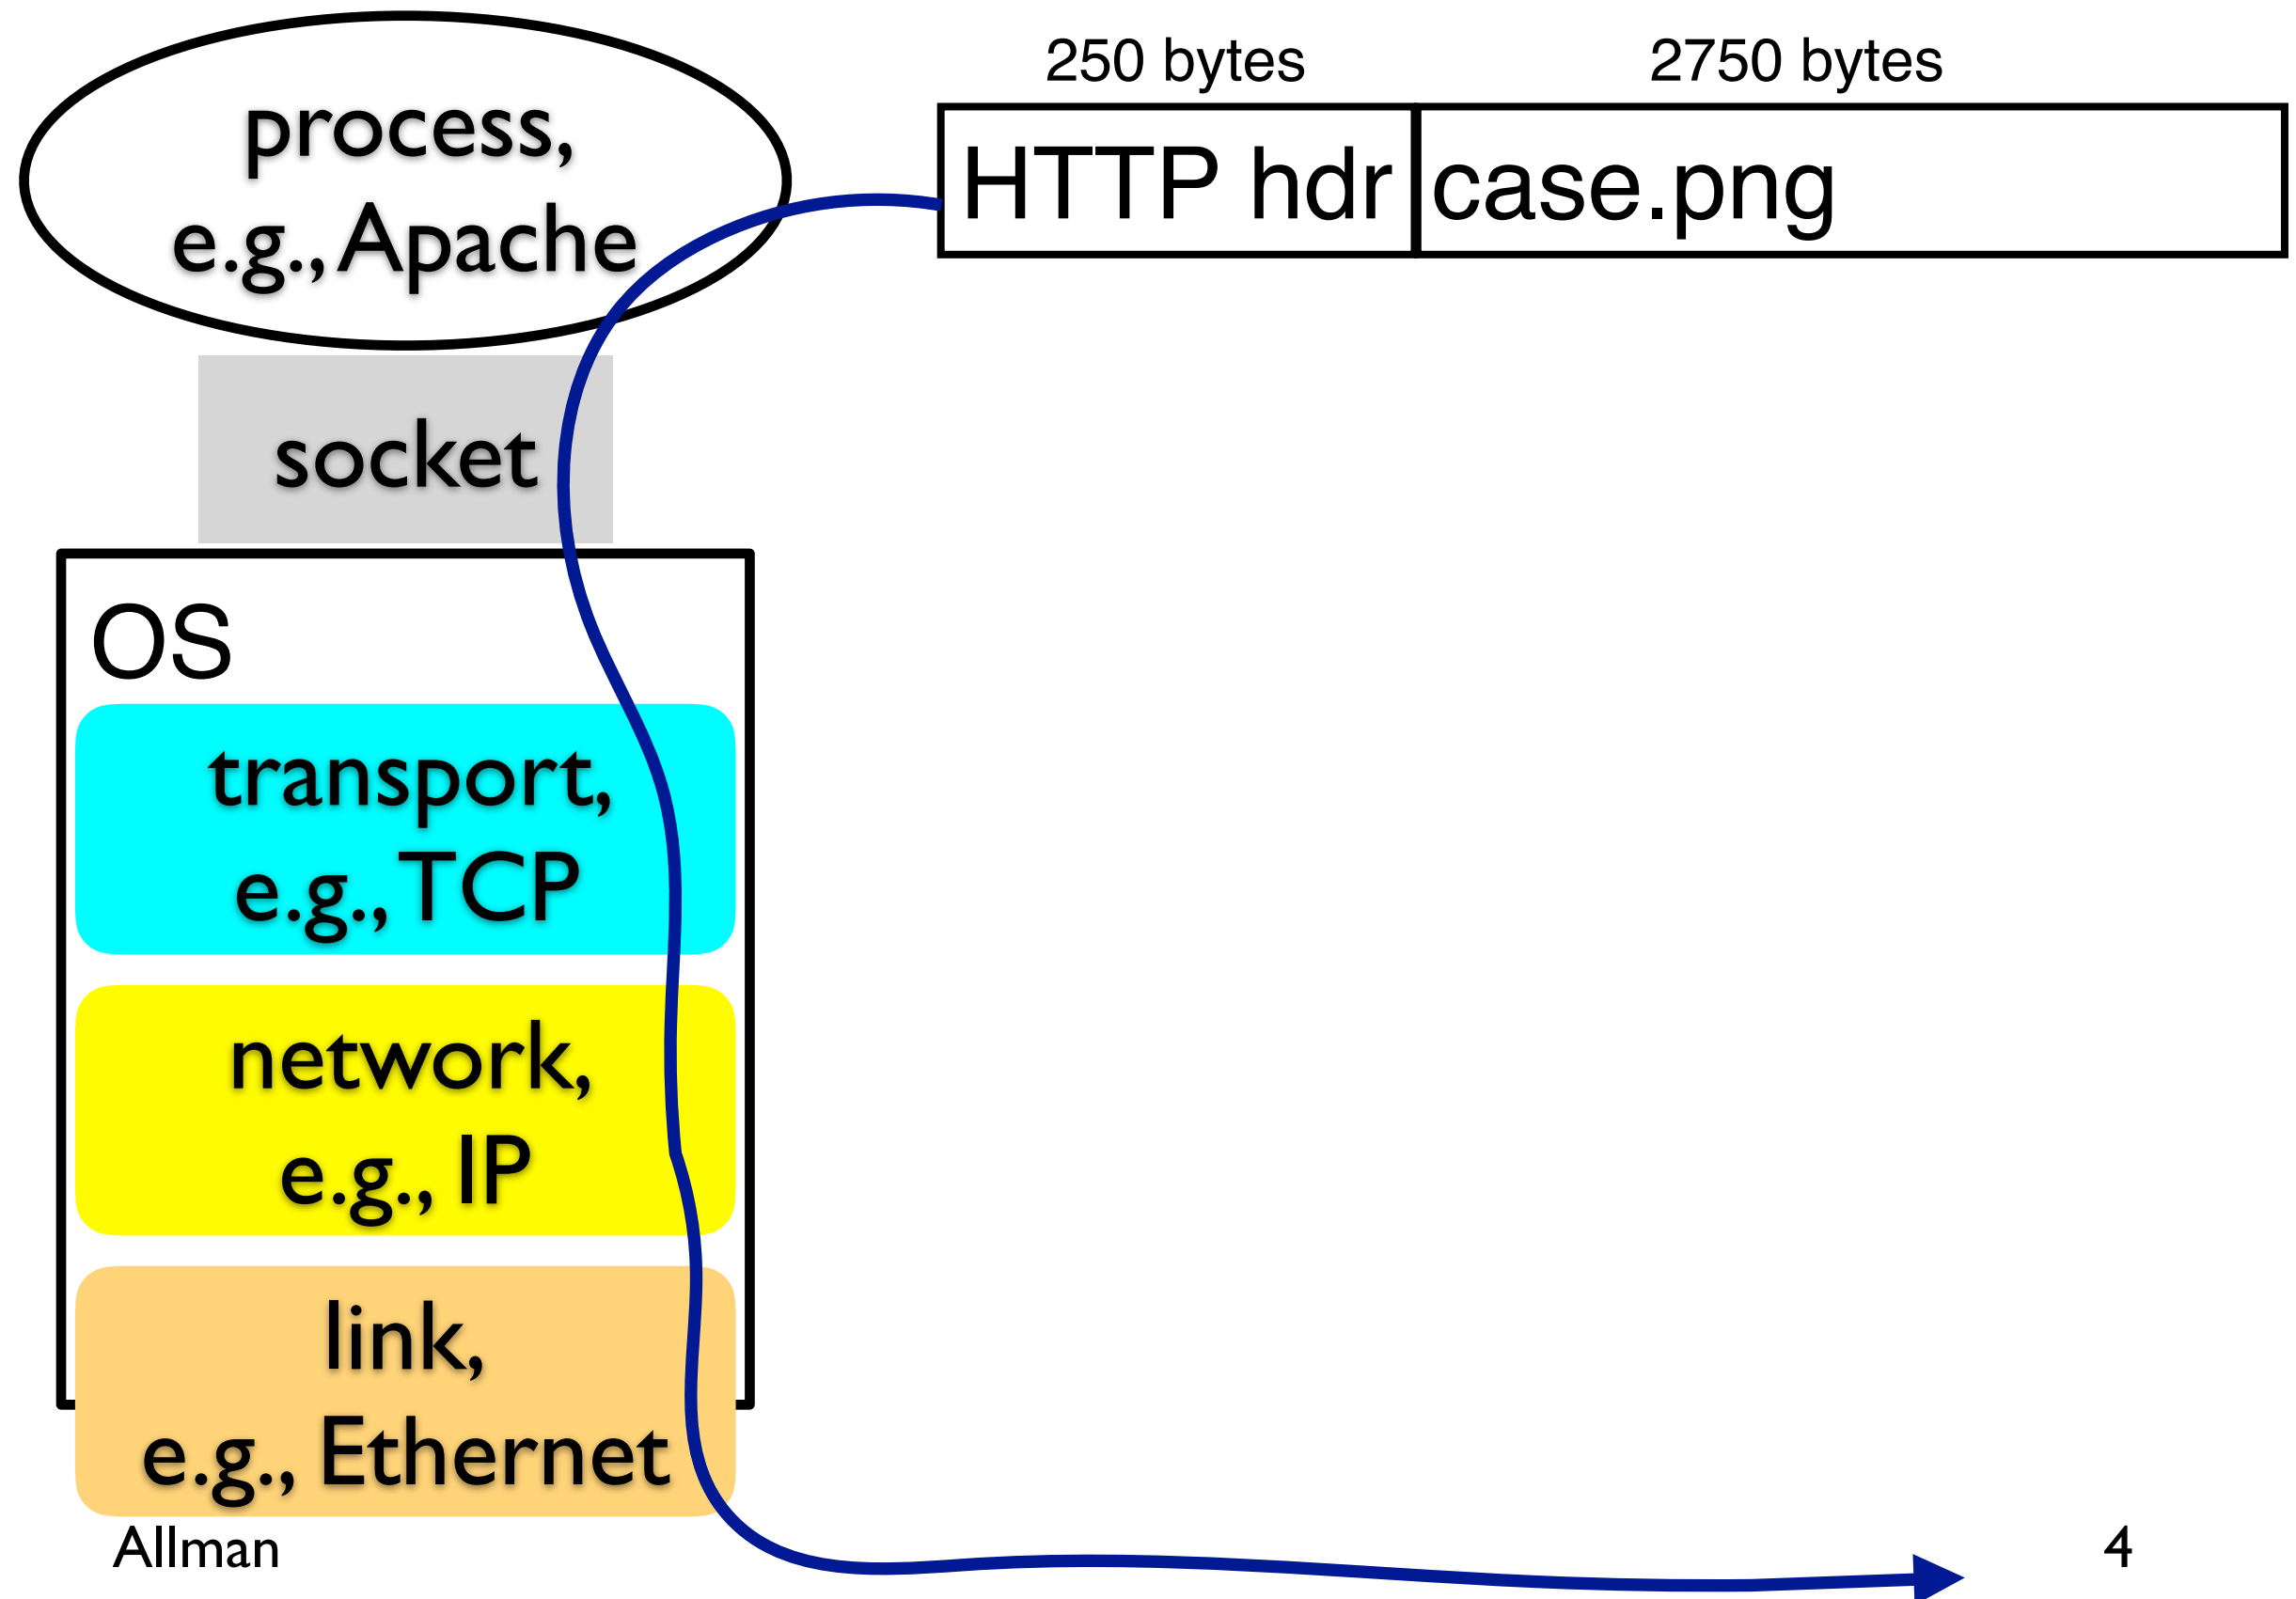 250 bytes
2750 bytes
HTTP hdr
case.png
process,
e.g., Apache
socket
OS
transport,
e.g., TCP
network,
e.g., IP
link,
e.g., Ethernet
Allman
4